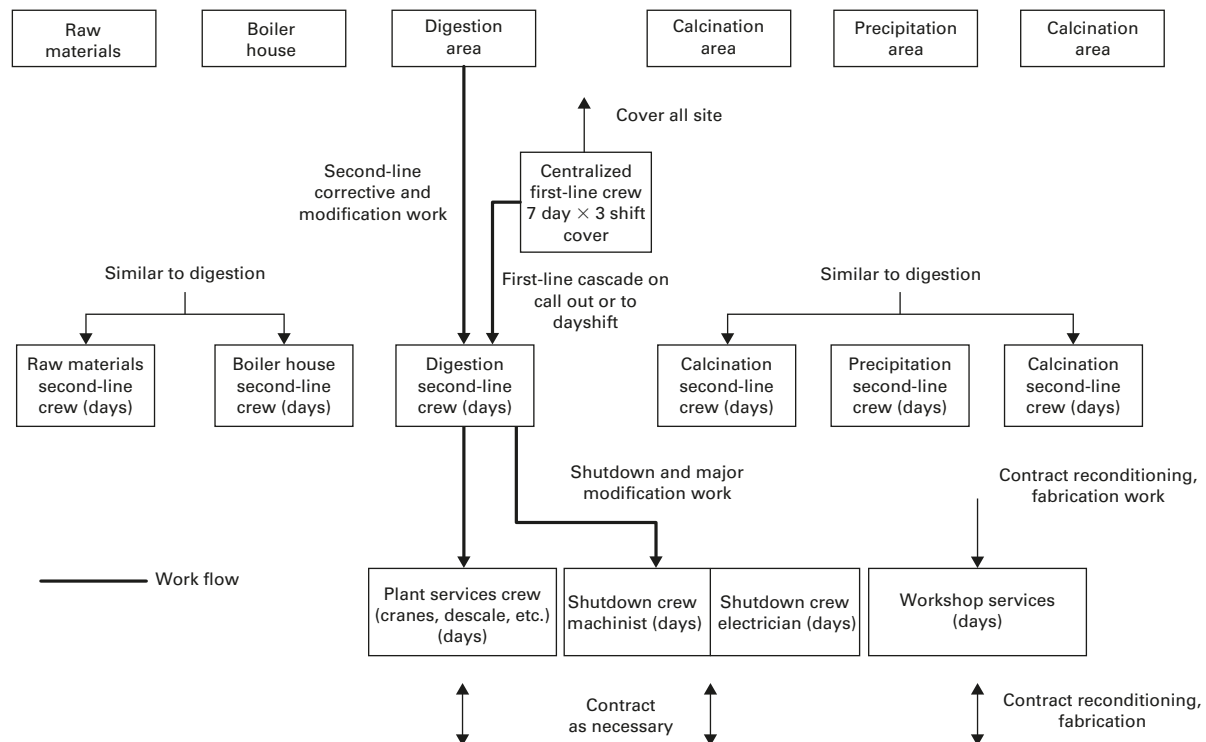 Raw
materials
Boiler
house
Digestion
area
Calcination
area
Precipitation
area
Calcination
area
Cover all site
Second-line
corrective and
modification work
Centralized
first-line crew
7 day × 3 shift
cover
Similar to digestion
First-line cascade on
call out or to
dayshift
Similar to digestion
Raw materials
second-line
crew (days)
Boiler house
second-line
crew (days)
Digestion
second-line
crew (days)
Calcination
second-line
crew (days)
Precipitation
second-line
crew (days)
Calcination
second-line
crew (days)
Shutdown and major
modification work
Contract reconditioning,
fabrication work
Work flow
Plant services crew
(cranes, descale, etc.)
(days)
Shutdown crew
machinist (days)
Shutdown crew
electrician (days)
Workshop services
(days)
Contract
as necessary
Contract reconditioning,
fabrication